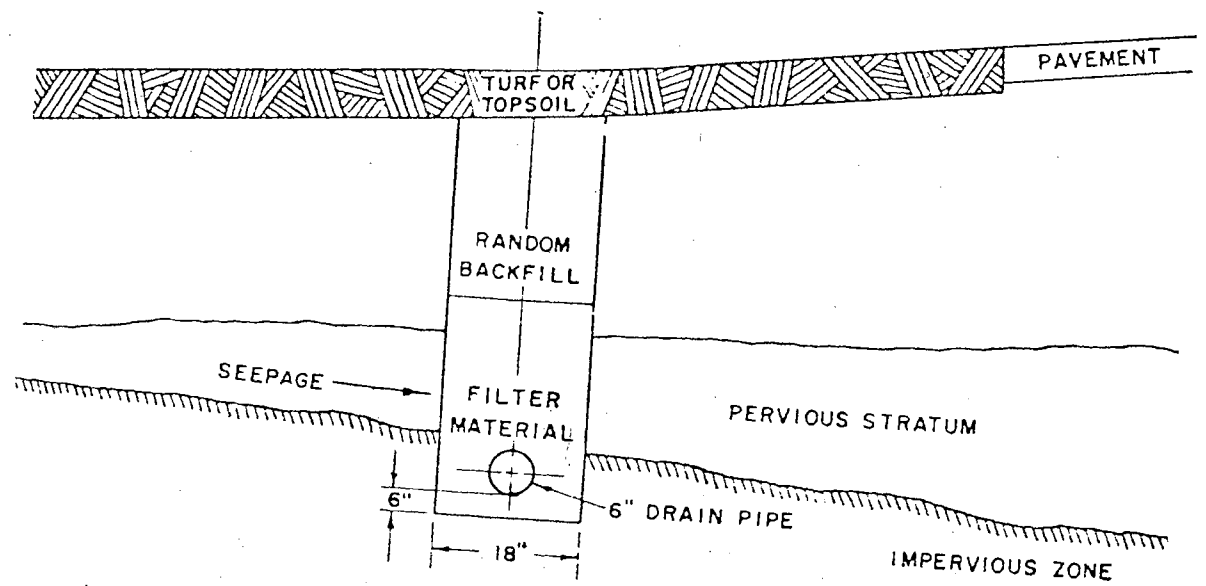 PAVEMENT
TURF OR
TOPSOIL
RANDOM
BACKFILL
SEEPAGE
FILTER
MATERIAL
PERVIOUS STRATUM
6"
6" DRAIN PIPE
18"
IMPERVIOUS ZONE